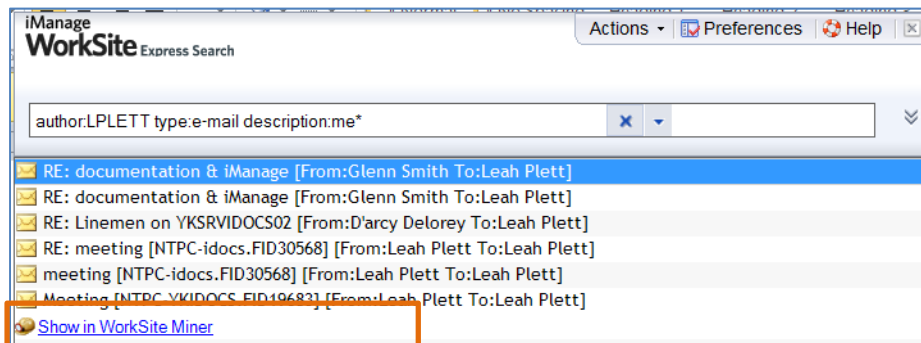 iManage
WorkSite Express Search
Actions Preferences Help
author:LPLETT type:e-mail description:me*
RE: documentation & iManage [From:Glenn Smith To:Leah Plett]
RE: documentation & iManage [From:Glenn Smith To:Leah Plett]
RE: Linemen on YKSRVIDOCS02 [From:D'arcy Delorey To:Leah Plett]
RE: meeting [NTPC-idocs.FID30568] [From:Leah Plett To:Leah Plett]
meeting [NTPC-idocs.FID30568] [From:Leah Plett To:Leah Plett]
Meeting [NTPC-YKIDOCS.FID19683] [From:Leah Plett To:Leah Plett]
Show in WorkSite Miner